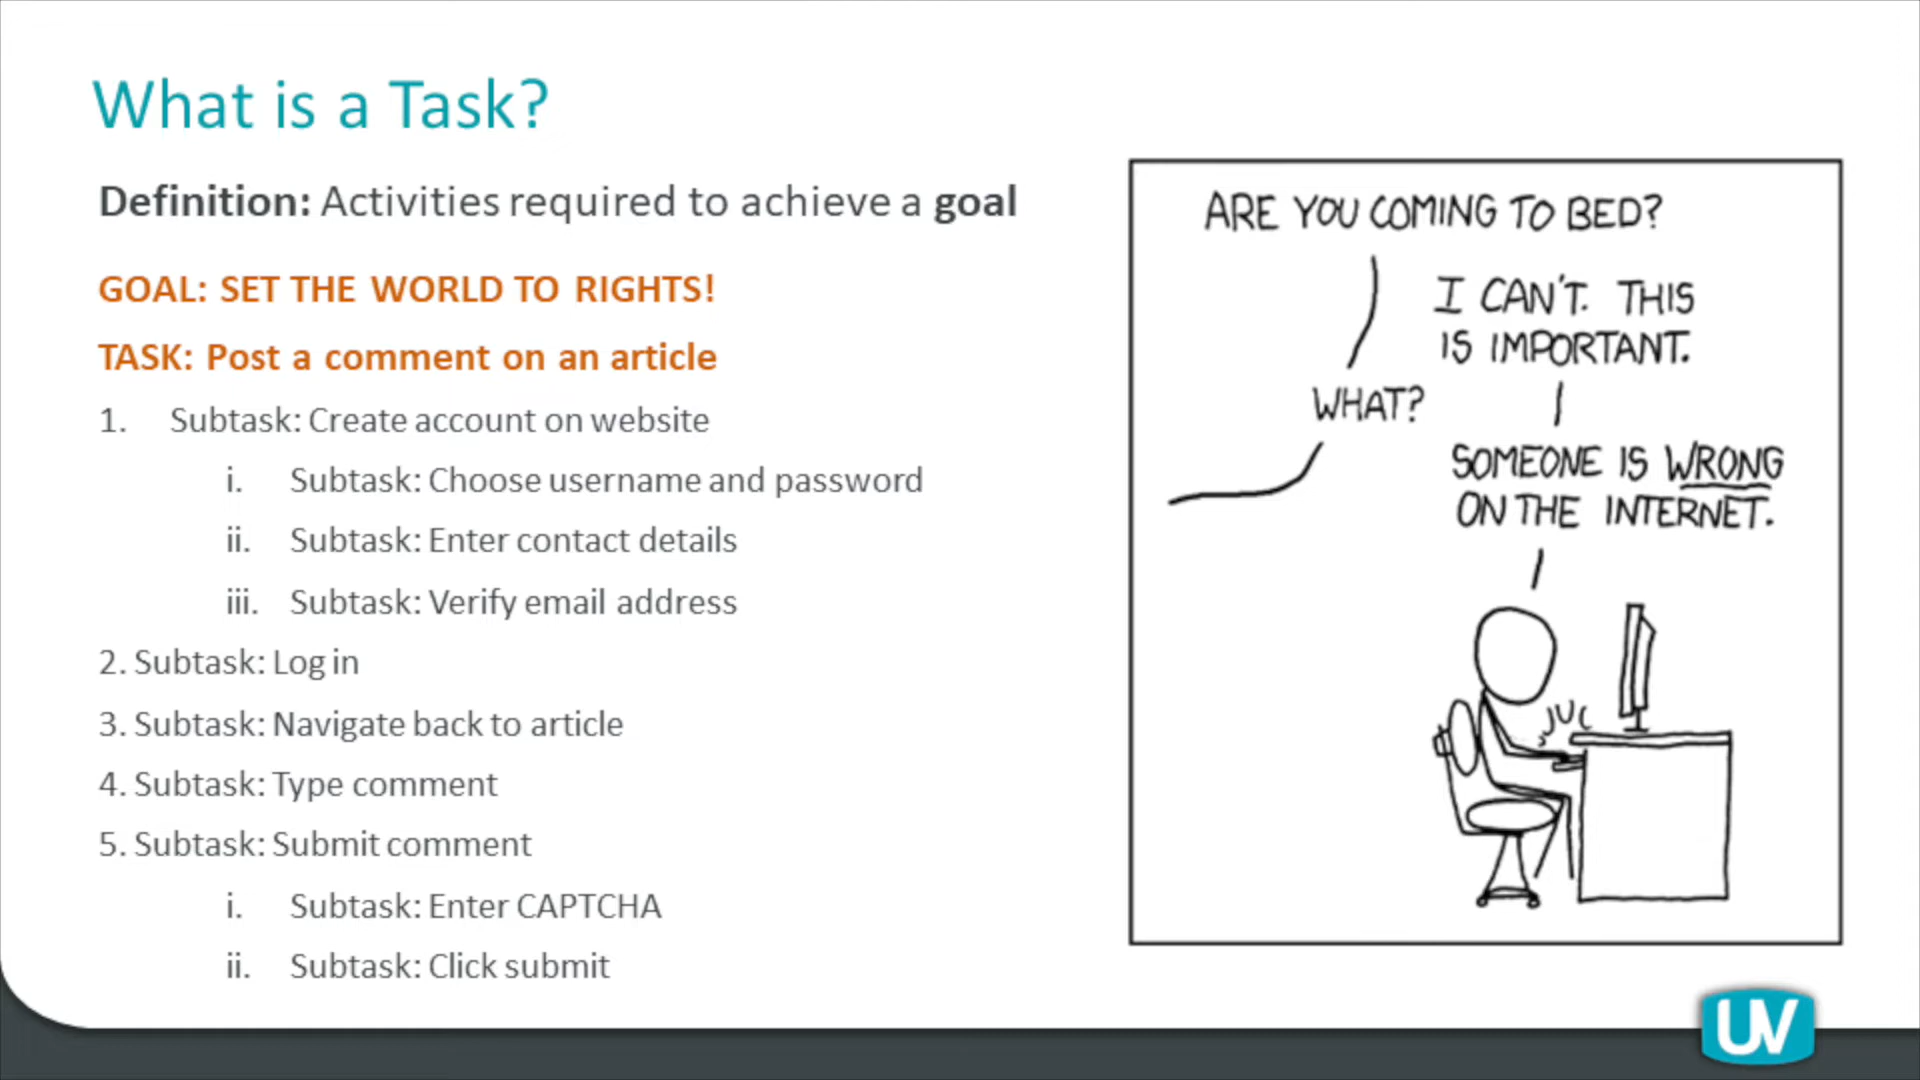 What is a Task?
Definition: Activities required to achieve a goal
GOAL: SET THE WORLD TO RIGHTS!
TASK: Post a comment on an article
1. Subtask: Create account on website
i. Subtask: Choose username and password
ii. Subtask: Enter contact details
iii. Subtask: Verify email address
2. Subtask: Log in
3. Subtask: Navigate back to article
4. Subtask: Type comment
5. Subtask: Submit comment
i. Subtask: Enter CAPTCHA
ii. Subtask: Click submit
ARE YOU COMING TO BED?
I CAN'T. THIS
IS IMPORTANT.
WHAT?
SOMEONE IS WRONG
ON THE INTERNET.
UV